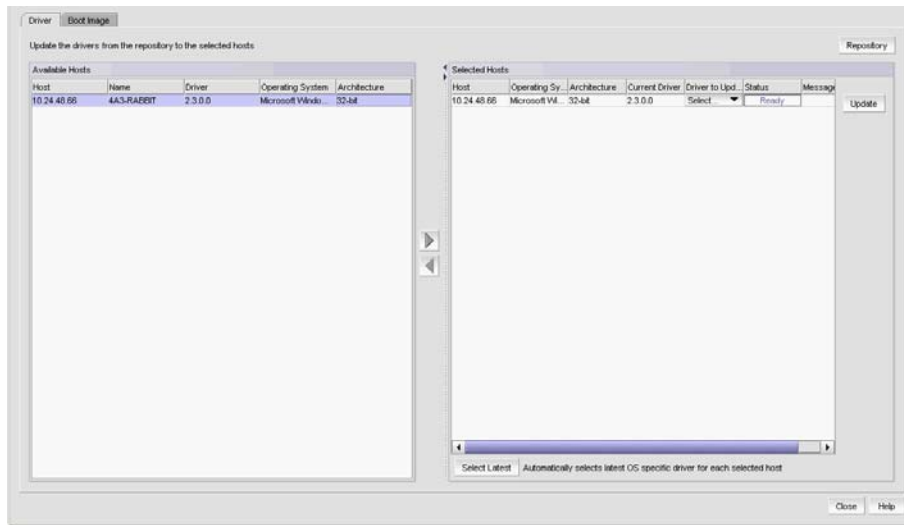 Driver Boot Image
Update the drivers from the repository to the selected hosts Repository
Available Hosts
Host Name Driver Operating System Architecture
10.24.48.66 4A3-RABBIT 2.3.0.0 Microsoft Windo... 32-bit
Selected Hosts
Host Operating Sy... Architecture Current Driver Driver to Upd... Status Message
10.24.48.66 Microsoft Wi... 32-bit 2.3.0.0 Select... Ready
Update
Select Latest Automatically selects latest OS specific driver for each selected host
Close Help